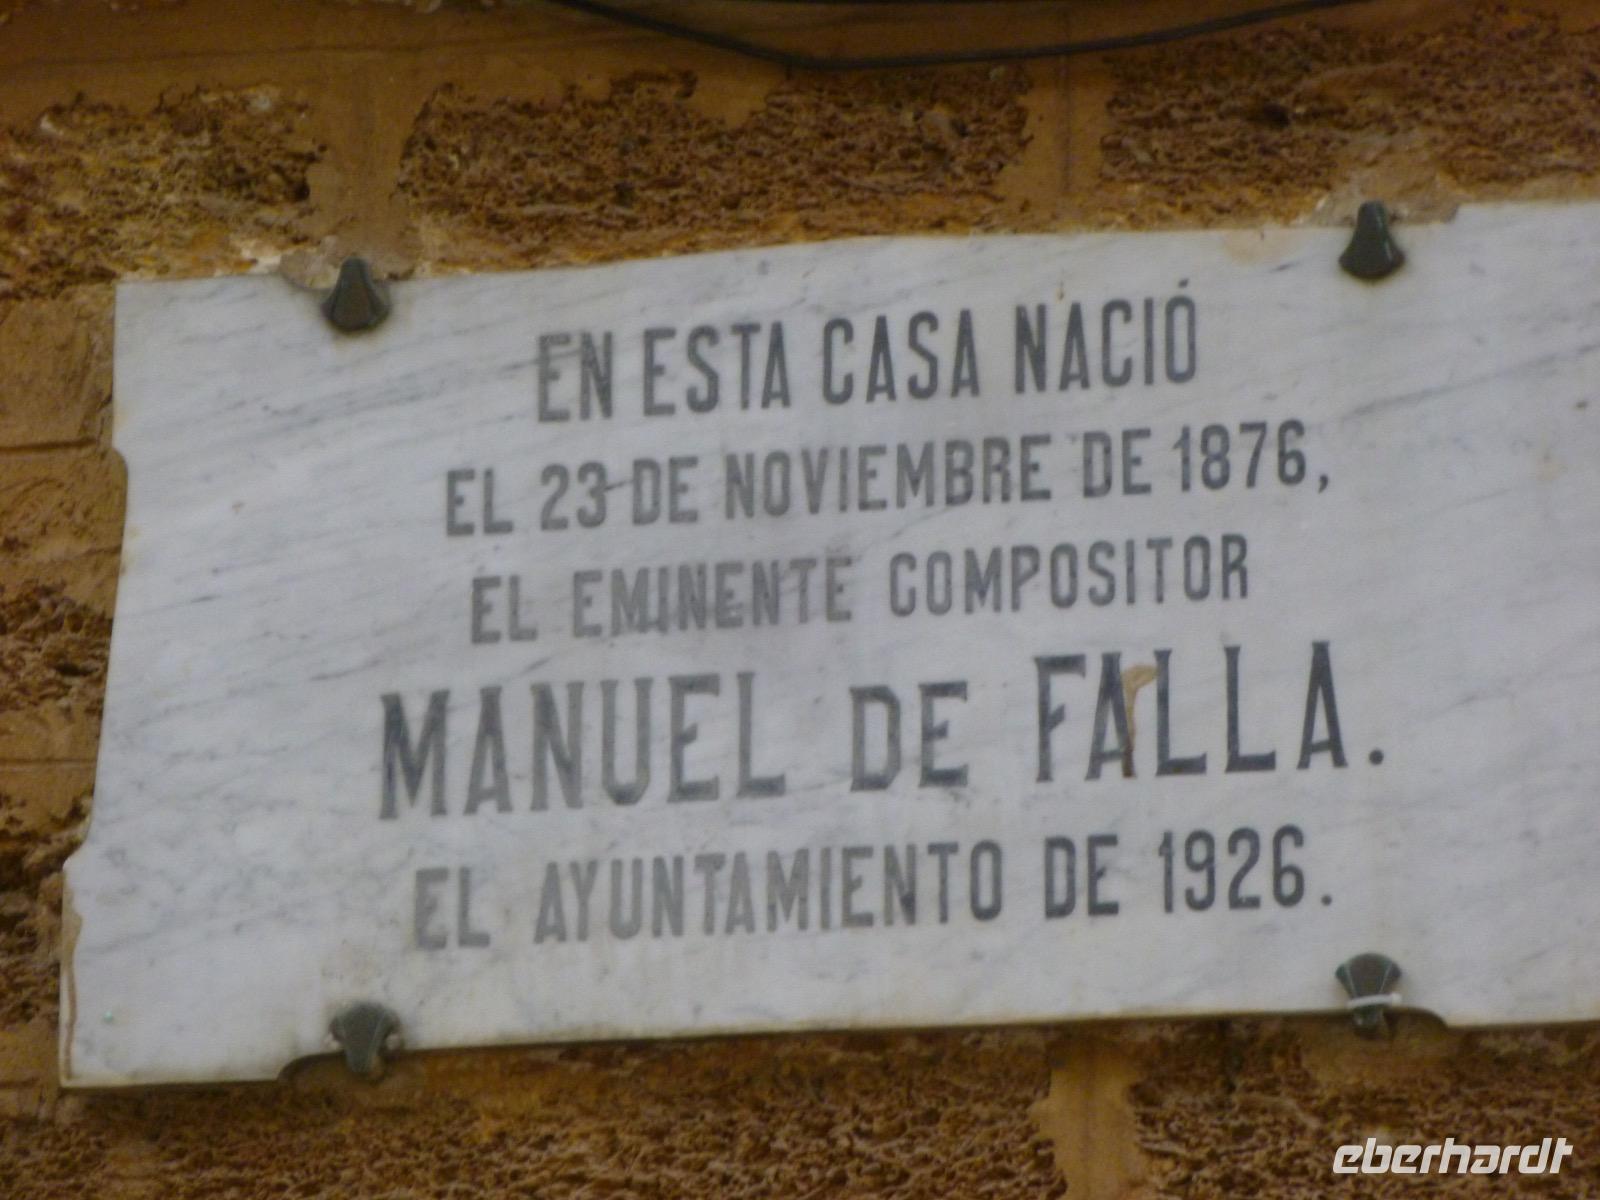 EN ESTA CASA NACIÓ
EL 23 DE NOVIEMBRE DE 1876,
EL EMINENTE COMPOSITOR
MANUEL DE FALLA.
EL AYUNTAMIENTO DE 1926.
eberhardt